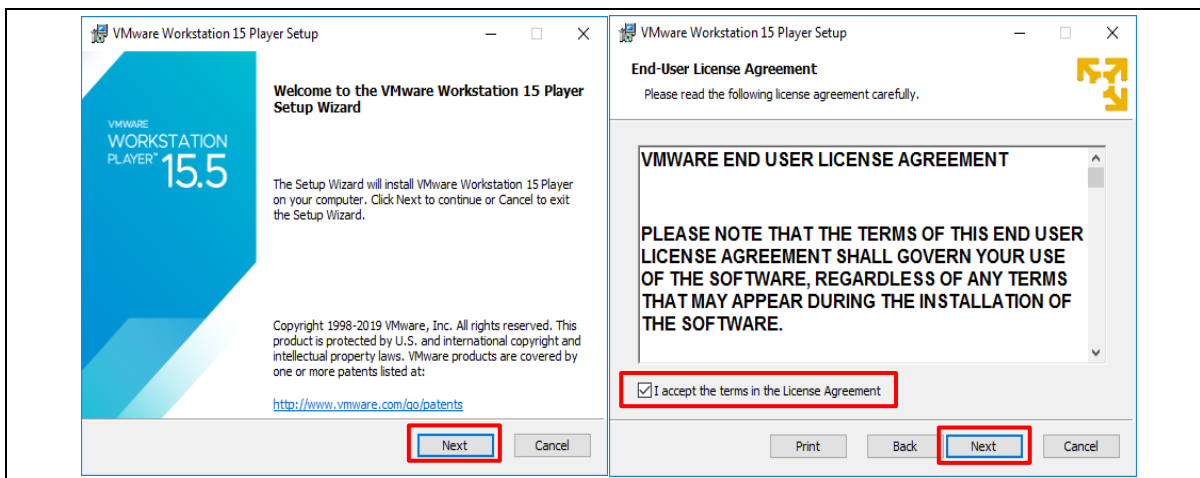 VMware Workstation 15 Player Setup
VMWARE
WORKSTATION
PLAYER™ 15.5
Welcome to the VMware Workstation 15 Player
Setup Wizard
The Setup Wizard will install VMware Workstation 15 Player
on your computer. Click Next to continue or Cancel to exit
the Setup Wizard.
Copyright 1998-2019 VMware, Inc. All rights reserved. This
product is protected by U.S. and international copyright and
intellectual property laws. VMware products are covered by
one or more patents listed at:
http://www.vmware.com/go/patents
Next Cancel
VMware Workstation 15 Player Setup
End-User License Agreement
Please read the following license agreement carefully.
VMWARE END USER LICENSE AGREEMENT
PLEASE NOTE THAT THE TERMS OF THIS END USER
LICENSE AGREEMENT SHALL GOVERN YOUR USE
OF THE SOFTWARE, REGARDLESS OF ANY TERMS
THAT MAY APPEAR DURING THE INSTALLATION OF
THE SOFTWARE.
I accept the terms in the License Agreement
Print Back Next Cancel